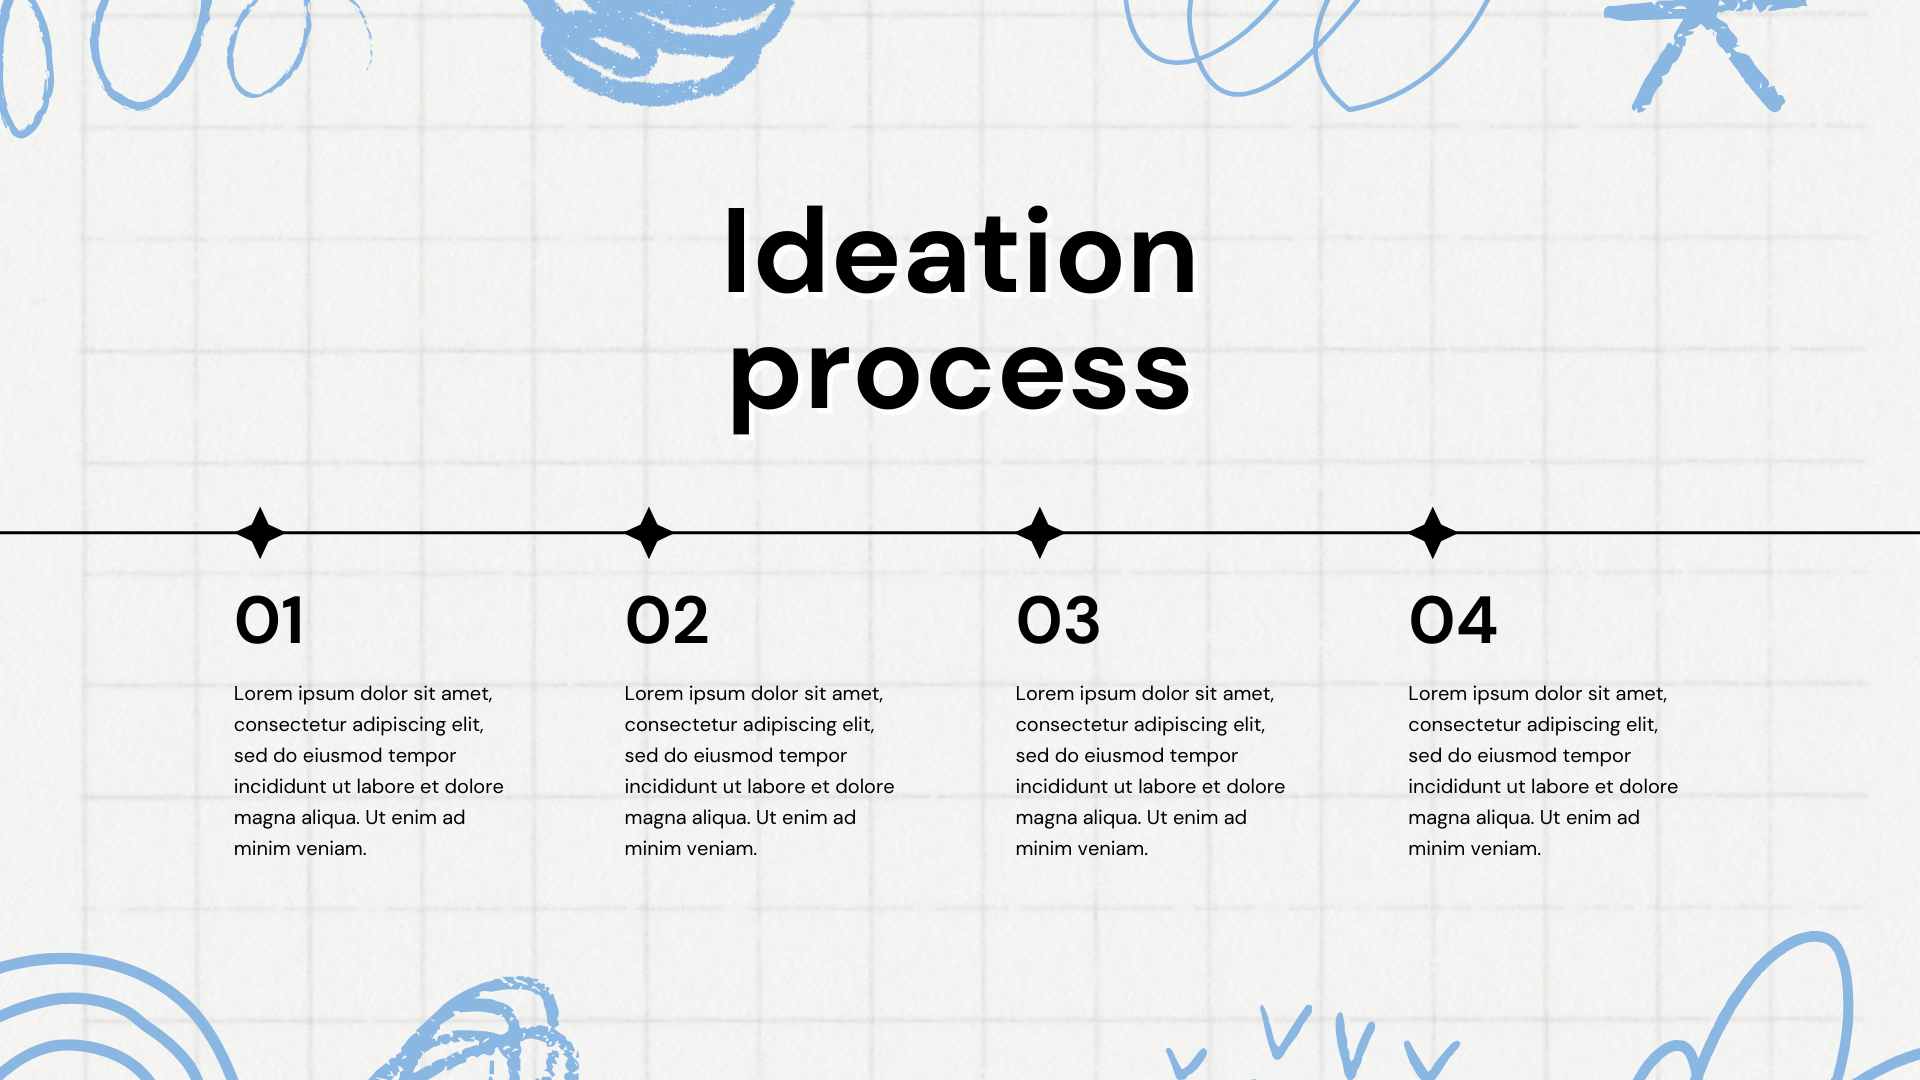 Ideation
process
01
Lorem ipsum dolor sit amet,
consectetur adipiscing elit,
sed do eiusmod tempor
incididunt ut labore et dolore
magna aliqua. Ut enim ad
minim veniam.
02
Lorem ipsum dolor sit amet,
consectetur adipiscing elit,
sed do eiusmod tempor
incididunt ut labore et dolore
magna aliqua. Ut enim ad
minim veniam.
03
Lorem ipsum dolor sit amet,
consectetur adipiscing elit,
sed do eiusmod tempor
incididunt ut labore et dolore
magna aliqua. Ut enim ad
minim veniam.
04
Lorem ipsum dolor sit amet,
consectetur adipiscing elit,
sed do eiusmod tempor
incididunt ut labore et dolore
magna aliqua. Ut enim ad
minim veniam.